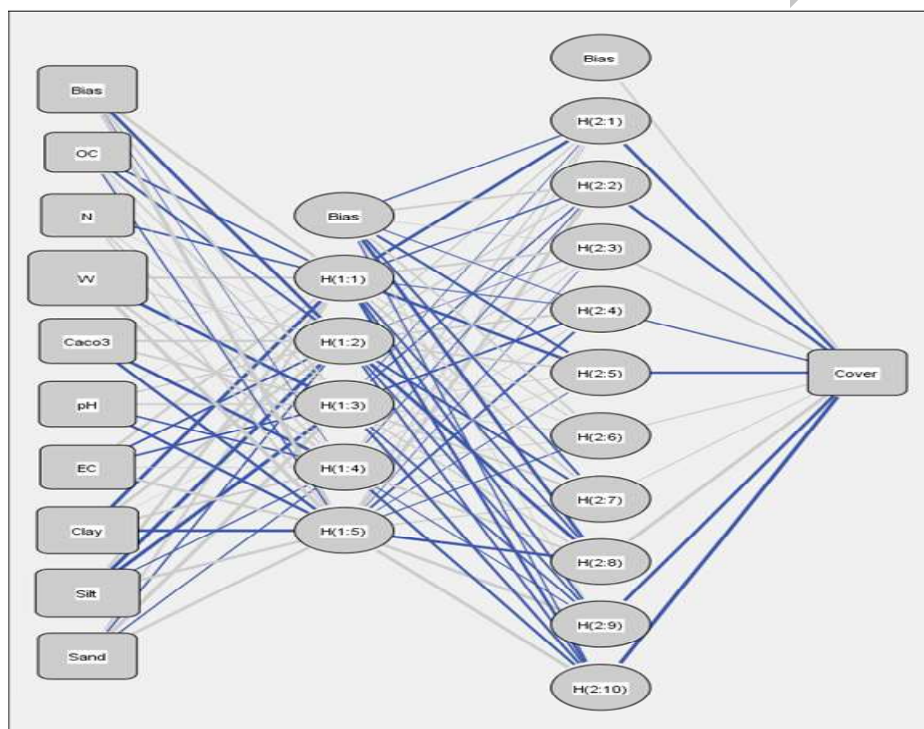 Bias
OC
N
W
Caco3
pH
EC
Clay
Silt
Sand
Bias
H(1:1)
H(1:2)
H(1:3)
H(1:4)
H(1:5)
Bias
H(2:1)
H(2:2)
H(2:3)
H(2:4)
H(2:5)
H(2:6)
H(2:7)
H(2:8)
H(2:9)
H(2:10)
Cover